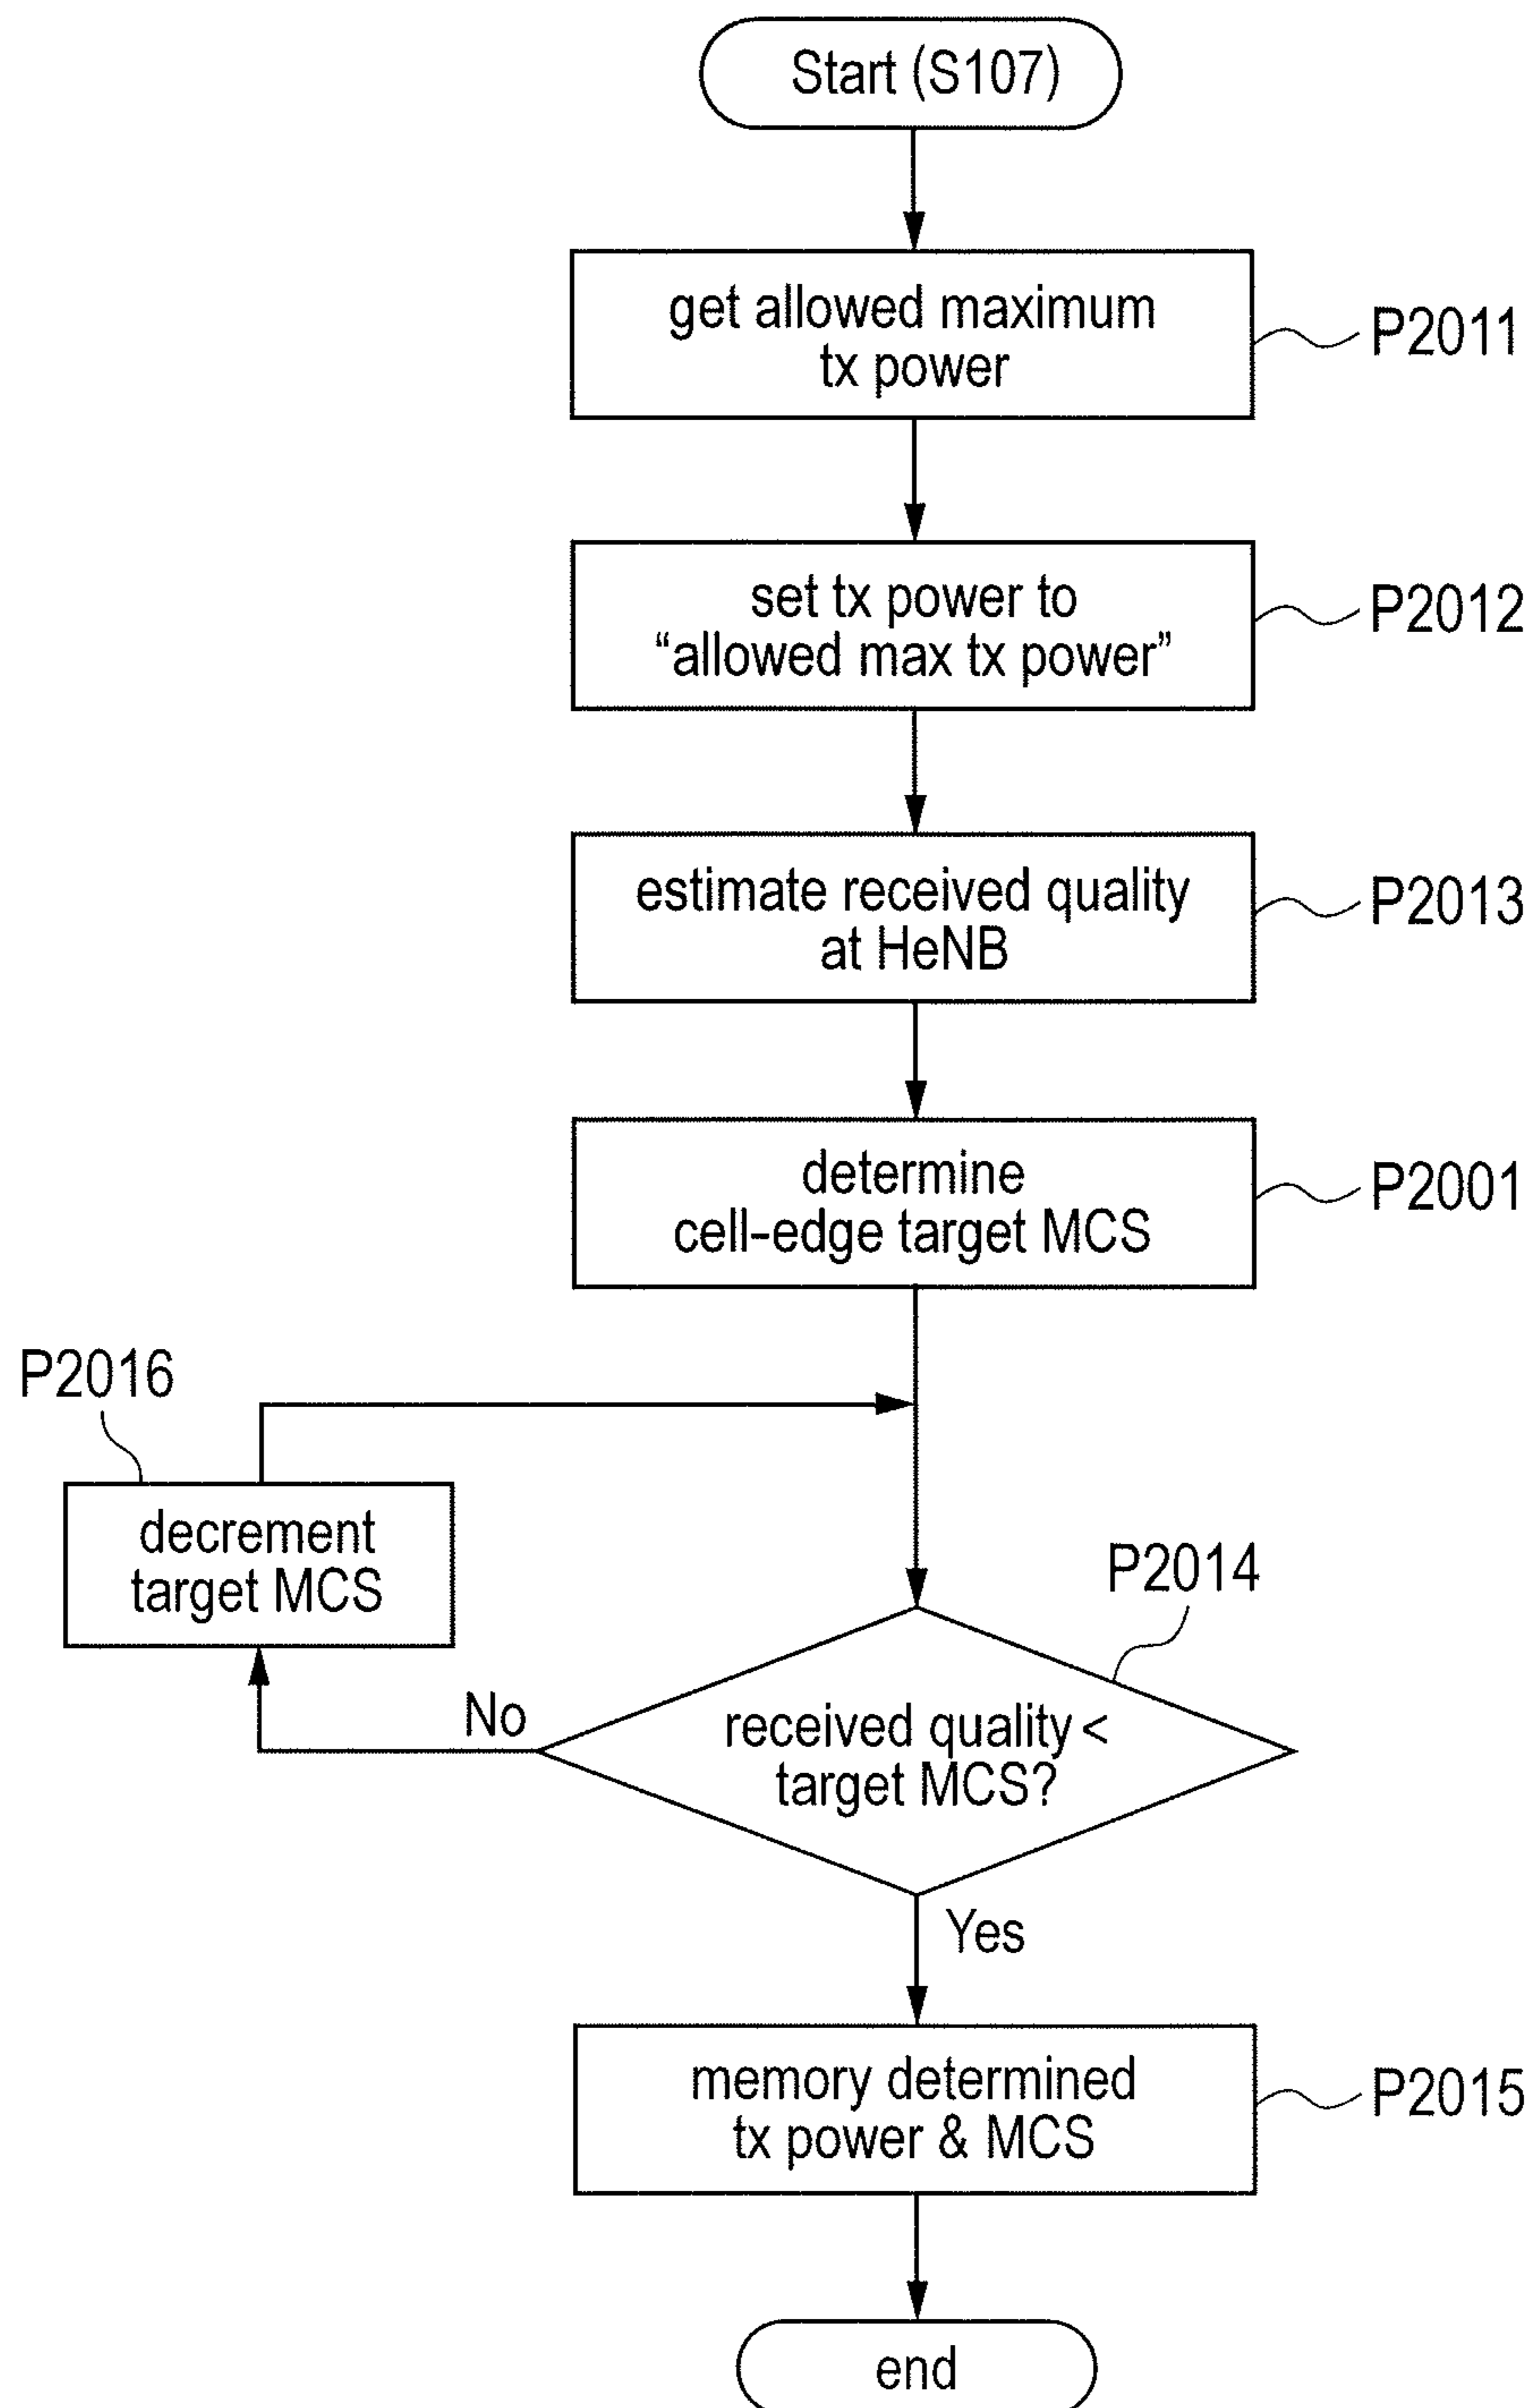 Start (S107)
get allowed maximum
tx power
P2011
set tx power to
“allowed max tx power”
P2012
estimate received quality
at HeNB
P2013
determine
cell-edge target MCS
P2001
P2016
decrement
target MCS
P2014
No
received quality <
target MCS?
Yes
memory determined
tx power & MCS
P2015
end